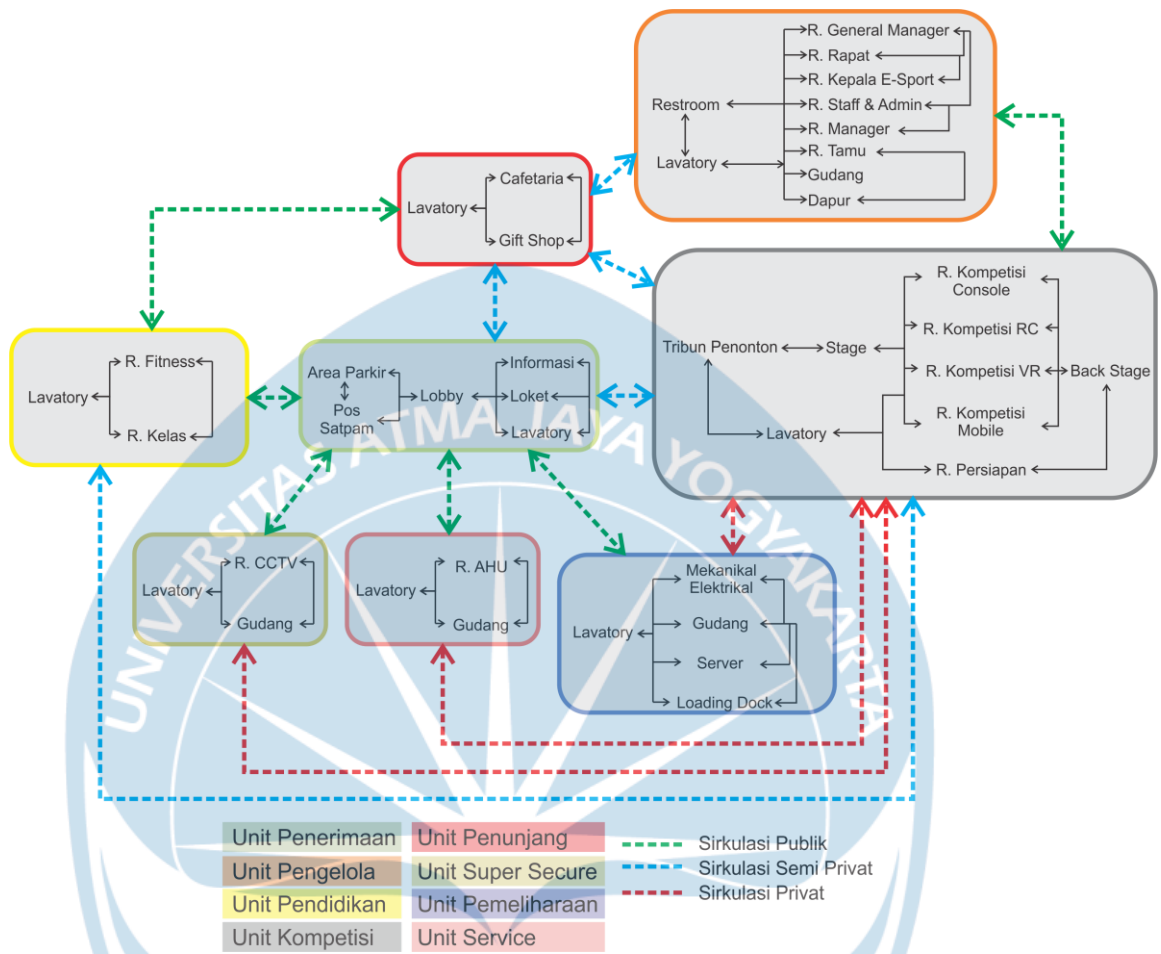 R. General Manager
R. Rapat
R. Kepala E-Sport
Restroom
R. Staff & Admin
R. Manager
Lavatory
R. Tamu
Gudang
Dapur
Cafetaria
Lavatory
Gift Shop
R. Kompetisi
Console
R. Kompetisi RC
Tribun Penonton
Stage
R. Kompetisi VR
Back Stage
R. Kompetisi
Mobile
Lavatory
R. Persiapan
R. Fitness
Lavatory
R. Kelas
Area Parkir
Pos
Satpam
Lobby
Informasi
Loket
Lavatory
R. CCTV
Lavatory
Gudang
R. AHU
Lavatory
Gudang
Mekanikal
Elektrikal
Gudang
Lavatory
Server
Loading Dock
UNIVERSITAS ATMA JAYA YOGYAKARTA
Unit Penerimaan
Unit Pengelola
Unit Pendidikan
Unit Kompetisi
Unit Penunjang
Unit Super Secure
Unit Pemeliharaan
Unit Service
Sirkulasi Publik
Sirkulasi Semi Privat
Sirkulasi Privat